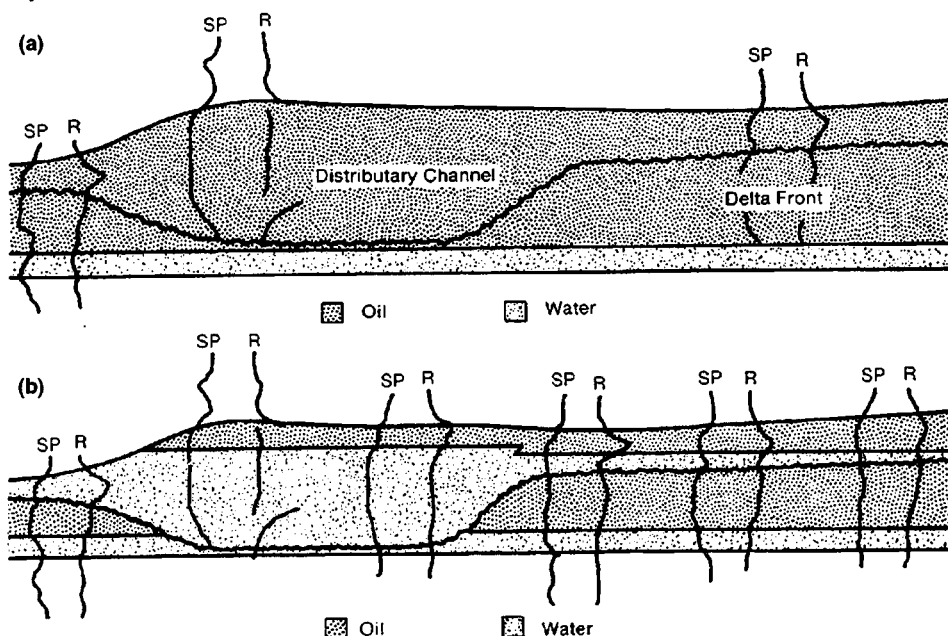 (a)
SP R
SP R
SP R
Distributary Channel
Delta Front
Oil Water
(b)
SP R
SP R
SP R
SP R
SP R
SP R
Oil Water